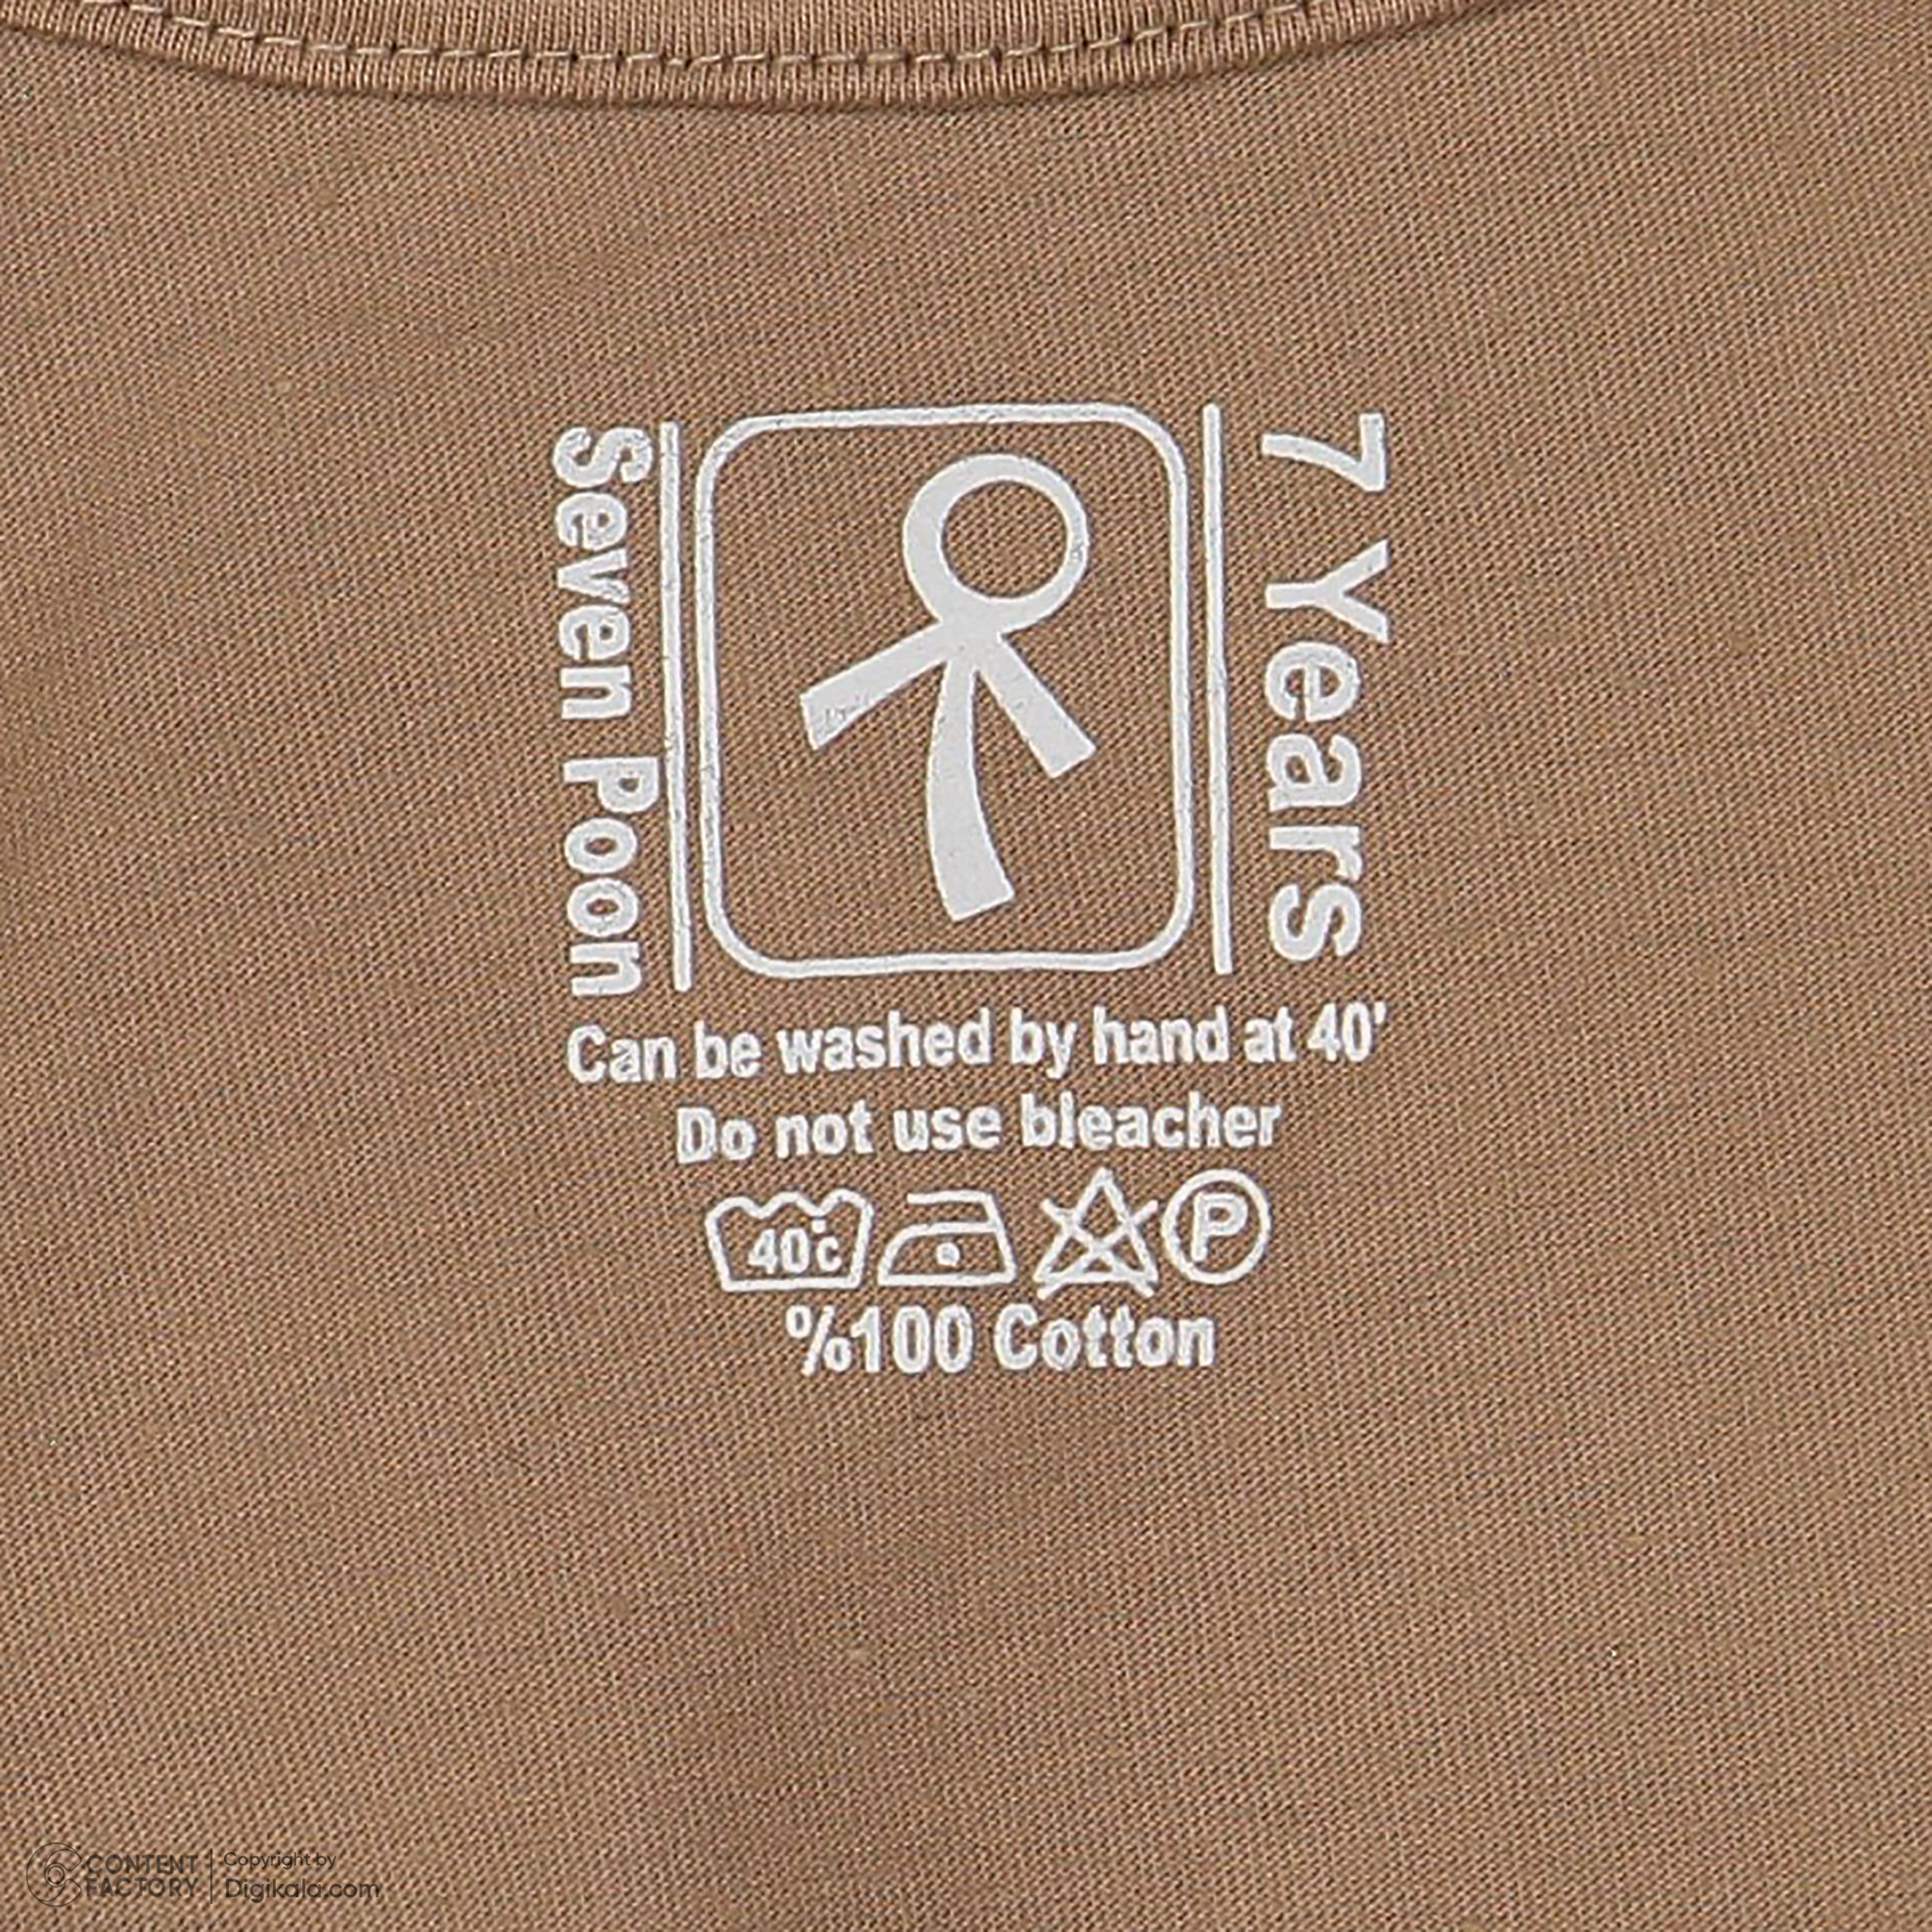 Seven Poon
7 Years
Can be washed by hand at 40'
Do not use bleacher
40°c
P
%100 Cotton
CONTENT FACTORY
Copyright by
Digikala.com